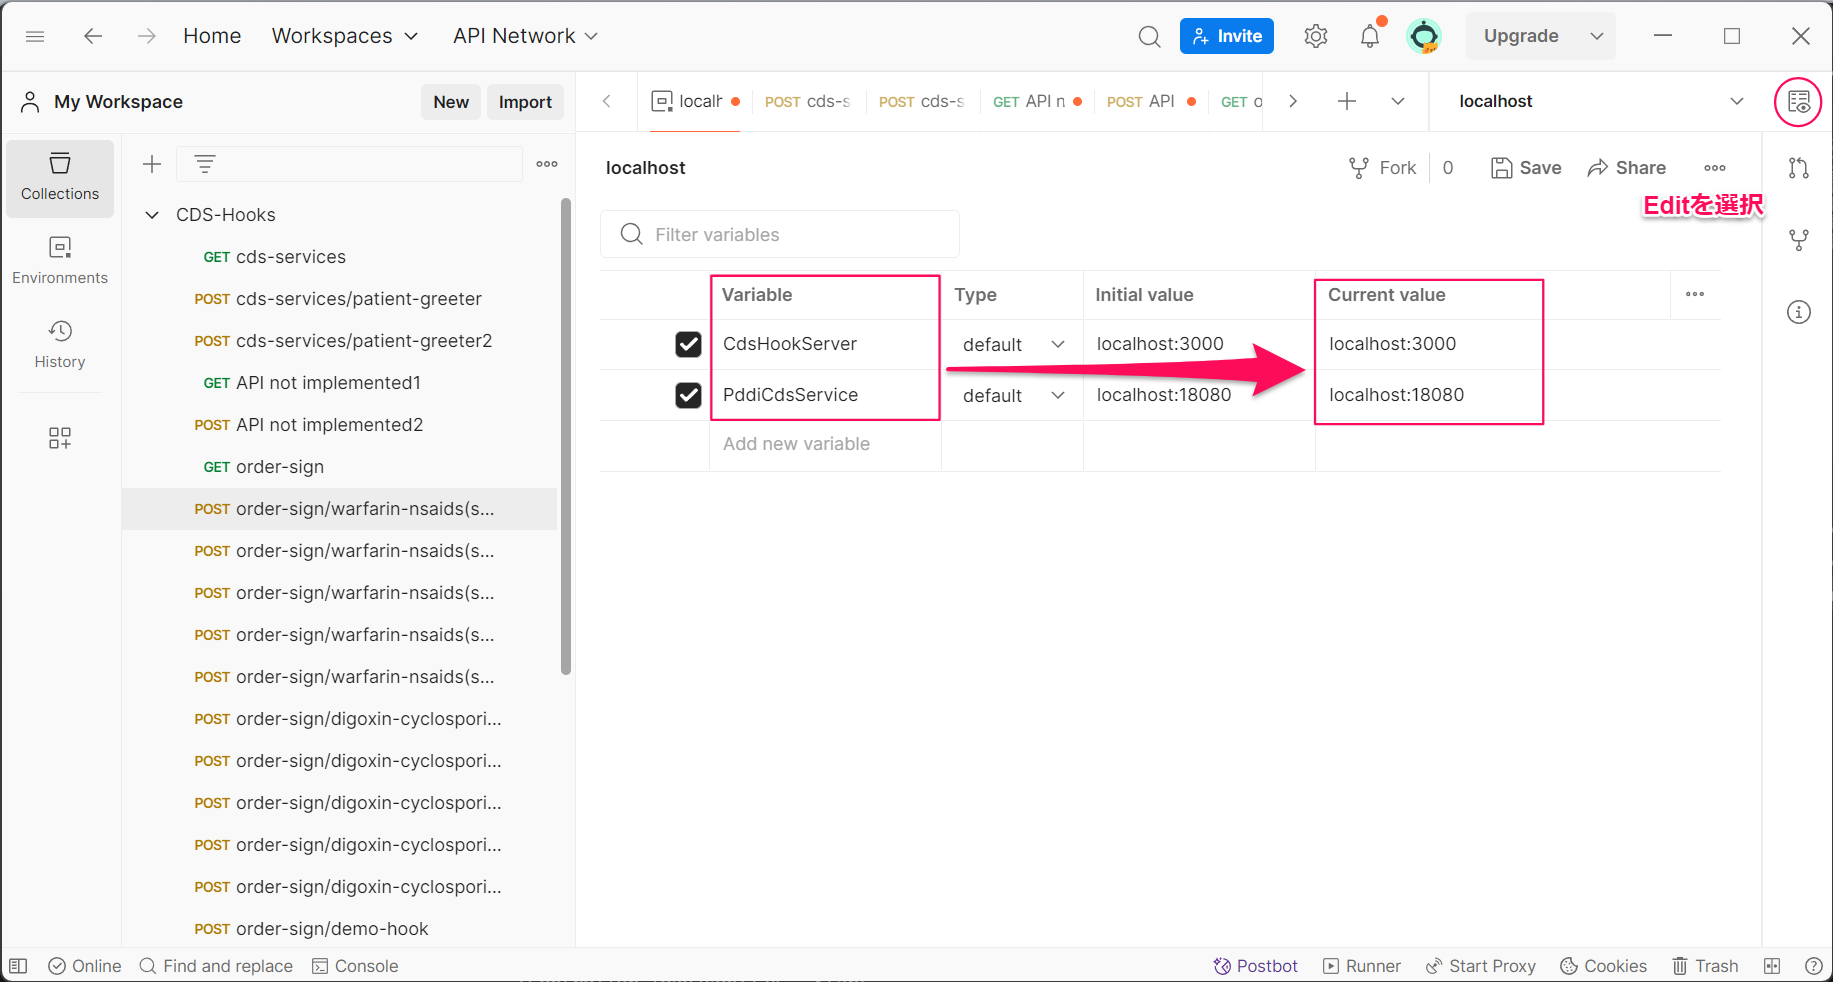 Home Workspaces API Network Invite Upgrade
My Workspace New Import localh POST cds-s POST cds-s GET API n POST API GET o localhost
Collections
Environments
History
CDS-Hooks
GET cds-services
POST cds-services/patient-greeter
POST cds-services/patient-greeter2
GET API not implemented1
POST API not implemented2
GET order-sign
POST order-sign/warfarin-nsaids(s...
POST order-sign/warfarin-nsaids(s...
POST order-sign/warfarin-nsaids(s...
POST order-sign/warfarin-nsaids(s...
POST order-sign/warfarin-nsaids(s...
POST order-sign/digoxin-cyclospori...
POST order-sign/digoxin-cyclospori...
POST order-sign/digoxin-cyclospori...
POST order-sign/digoxin-cyclospori...
POST order-sign/digoxin-cyclospori...
POST order-sign/demo-hook
localhost Fork 0 Save Share
Editを選択
Filter variables
Variable Type Initial value Current value
CdsHookServer default localhost:3000 localhost:3000
PddiCdsService default localhost:18080 localhost:18080
Add new variable
Online Find and replace Console Postbot Runner Start Proxy Cookies Trash